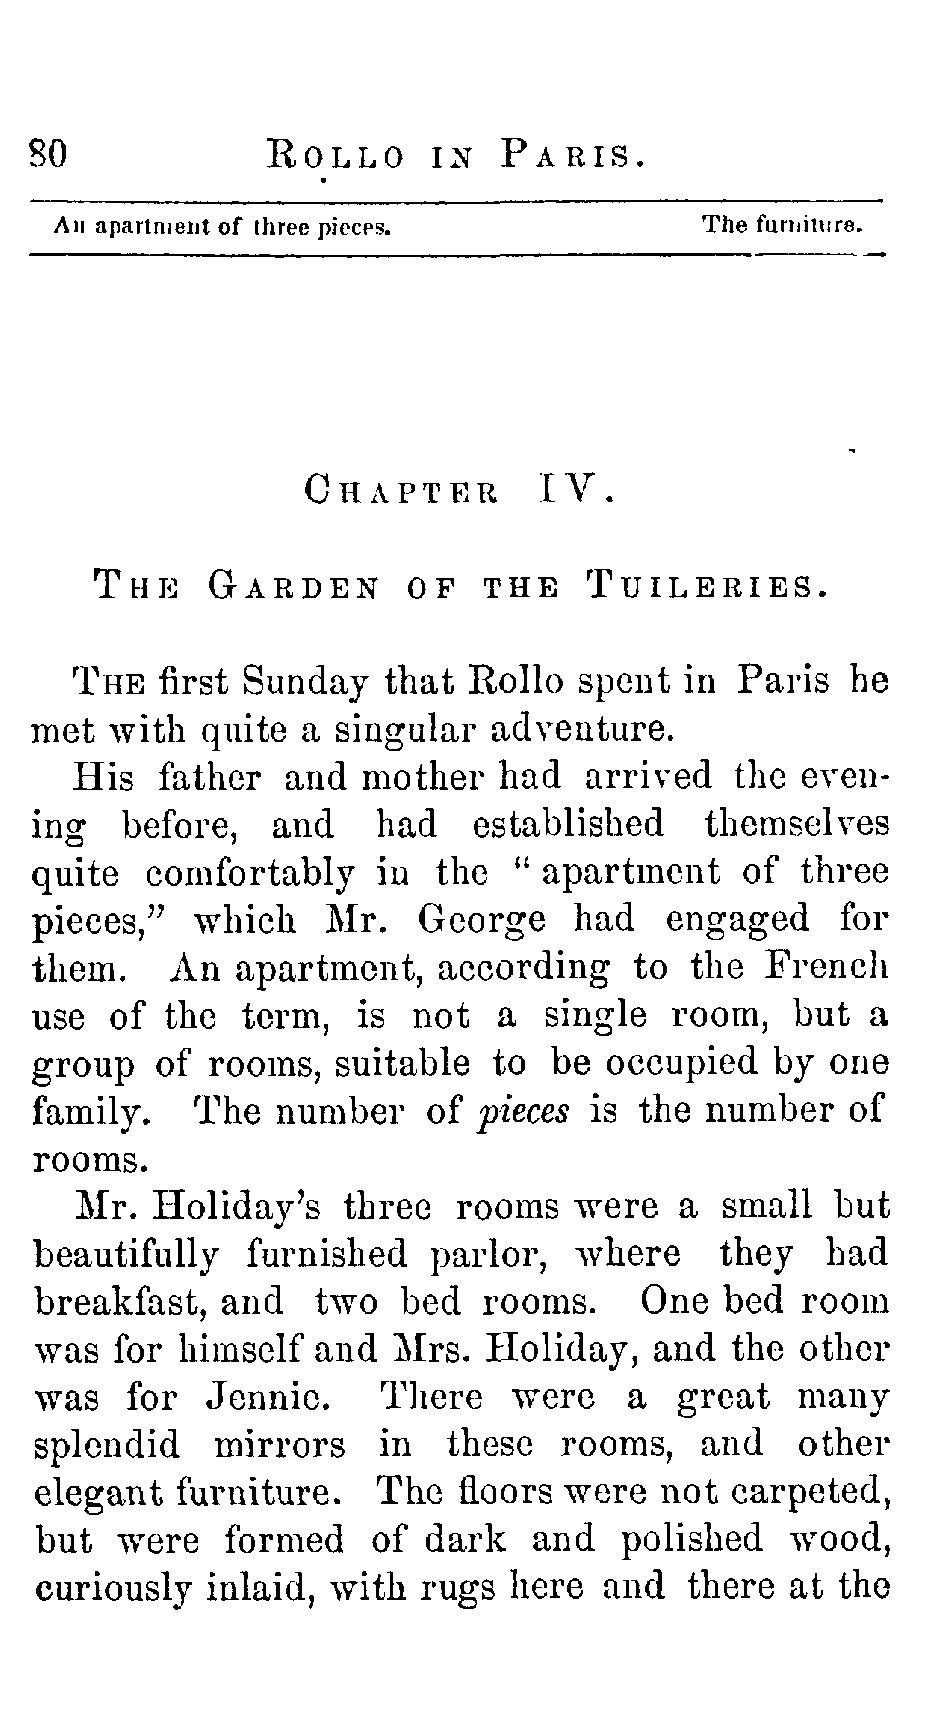 80 ROLLO IN PARIS.
An apartment of three pieces. The furniture.
CHAPTER IV.
THE GARDEN OF THE TUILERIES.
THE first Sunday that Rollo spent in Paris he
met with quite a singular adventure.
His father and mother had arrived the even-
ing before, and had established themselves
quite comfortably in the "apartment of three
pieces," which Mr. George had engaged for
them. An apartment, according to the French
use of the term, is not a single room, but a
group of rooms, suitable to be occupied by one
family. The number of pieces is the number of
rooms.
Mr. Holiday's three rooms were a small but
beautifully furnished parlor, where they had
breakfast, and two bed rooms. One bed room
was for himself and Mrs. Holiday, and the other
was for Jennie. There were a great many
splendid mirrors in these rooms, and other
elegant furniture. The floors were not carpeted,
but were formed of dark and polished wood,
curiously inlaid, with rugs here and there at the